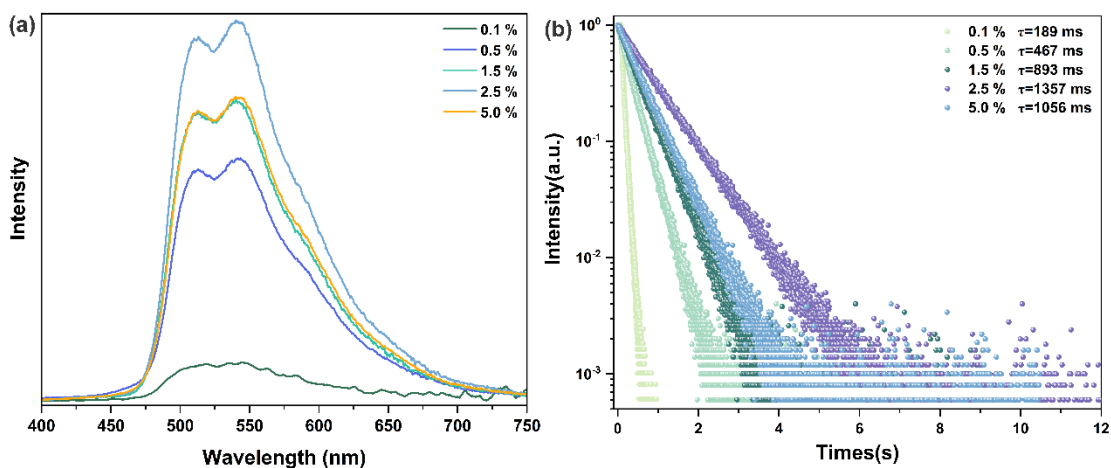 (a)
0.1 %
0.5 %
1.5 %
2.5 %
5.0 %
Intensity
400 450 500 550 600 650 700 750
Wavelength (nm)
(b)
0.1 % τ=189 ms
0.5 % τ=467 ms
1.5 % τ=893 ms
2.5 % τ=1357 ms
5.0 % τ=1056 ms
Intensity(a.u.)
10⁰
10⁻¹
10⁻²
10⁻³
0 2 4 6 8 10 12
Times(s)